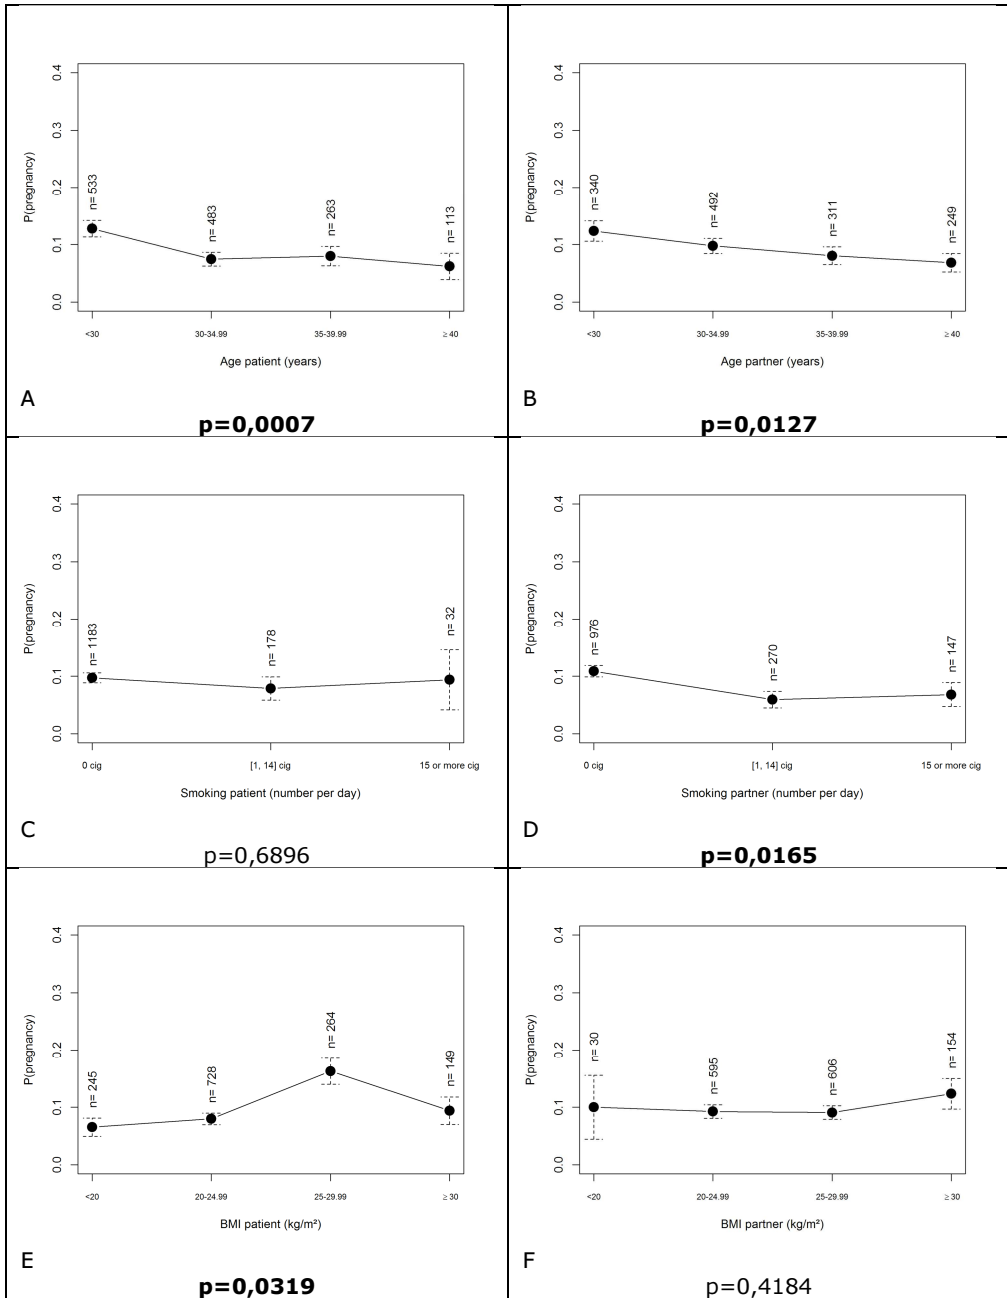 P(pregnancy)
0.4
0.3
0.2
0.1
0.0
n= 533
n= 483
n= 263
n= 113
<30
30-34.99
35-39.99
≥ 40
Age patient (years)
A
p=0,0007
P(pregnancy)
0.4
0.3
0.2
0.1
0.0
n= 340
n= 492
n= 311
n= 249
<30
30-34.99
35-39.99
≥ 40
Age partner (years)
B
p=0,0127
P(pregnancy)
0.4
0.3
0.2
0.1
0.0
n= 1183
n= 178
n= 32
0 cig
[1, 14] cig
15 or more cig
Smoking patient (number per day)
C
p=0,6896
P(pregnancy)
0.4
0.3
0.2
0.1
0.0
n= 976
n= 270
n= 147
0 cig
[1, 14] cig
15 or more cig
Smoking partner (number per day)
D
p=0,0165
P(pregnancy)
0.4
0.3
0.2
0.1
0.0
n= 245
n= 728
n= 264
n= 149
<20
20-24.99
25-29.99
≥ 30
BMI patient (kg/m²)
E
p=0,0319
P(pregnancy)
0.4
0.3
0.2
0.1
0.0
n= 30
n= 595
n= 606
n= 154
<20
20-24.99
25-29.99
≥ 30
BMI partner (kg/m²)
F
p=0,4184